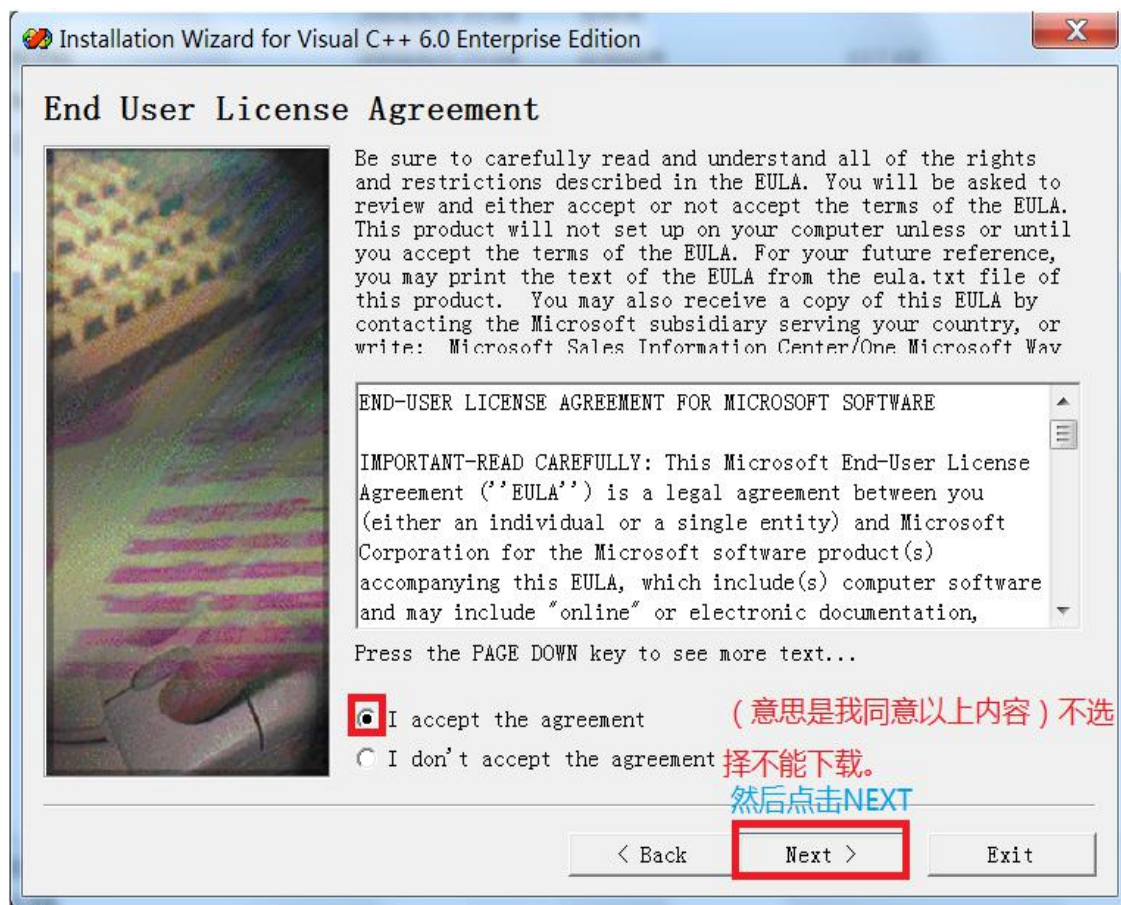 Installation Wizard for Visual C++ 6.0 Enterprise Edition
X
End User License Agreement
Be sure to carefully read and understand all of the rights
and restrictions described in the EULA. You will be asked to
review and either accept or not accept the terms of the EULA.
This product will not set up on your computer unless or until
you accept the terms of the EULA. For your future reference,
you may print the text of the EULA from the eula.txt file of
this product.  You may also receive a copy of this EULA by
contacting the Microsoft subsidiary serving your country, or
write:  Microsoft Sales Information Center/One Microsoft Way
END-USER LICENSE AGREEMENT FOR MICROSOFT SOFTWARE
IMPORTANT-READ CAREFULLY: This Microsoft End-User License
Agreement (''EULA'') is a legal agreement between you
(either an individual or a single entity) and Microsoft
Corporation for the Microsoft software product(s)
accompanying this EULA, which include(s) computer software
and may include "online" or electronic documentation,
Press the PAGE DOWN key to see more text...
I accept the agreement
(意思是我同意以上内容)不选
I don't accept the agreement
择不能下载。
然后点击NEXT
< Back
Next >
Exit